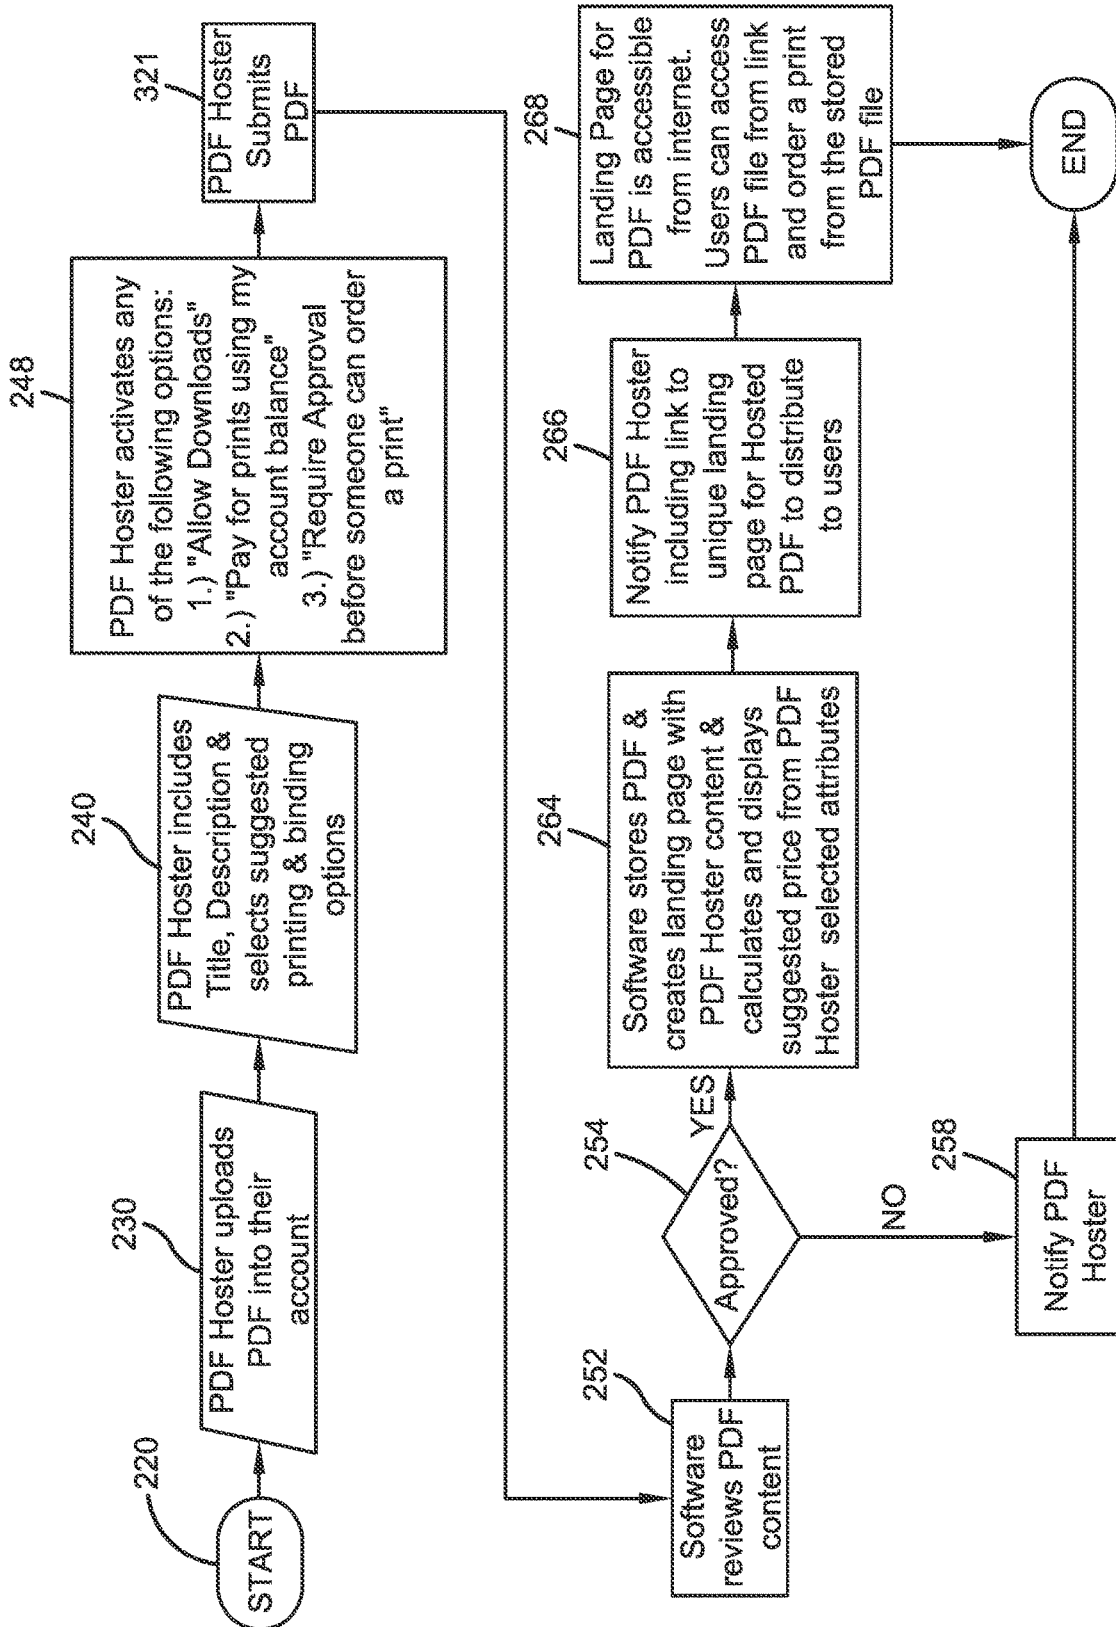 220
START
230
PDF Hoster uploads
PDF into their
account
240
PDF Hoster includes
Title, Description &
selects suggested
printing & binding
options
248
PDF Hoster activates any
of the following options:
1.) "Allow Downloads"
2.) "Pay for prints using my
account balance"
3.) "Require Approval
before someone can order
a print"
321
PDF Hoster
Submits
PDF
252
Software
reviews PDF
content
254
Approved?
YES
NO
258
Notify PDF
Hoster
264
Software stores PDF &
creates landing page with
PDF Hoster content &
calculates and displays
suggested price from PDF
Hoster selected attributes
266
Notify PDF Hoster
including link to
unique landing
page for Hosted
PDF to distribute
to users
268
Landing Page for
PDF is accessible
from internet.
Users can access
PDF file from link
and order a print
from the stored
PDF file
END